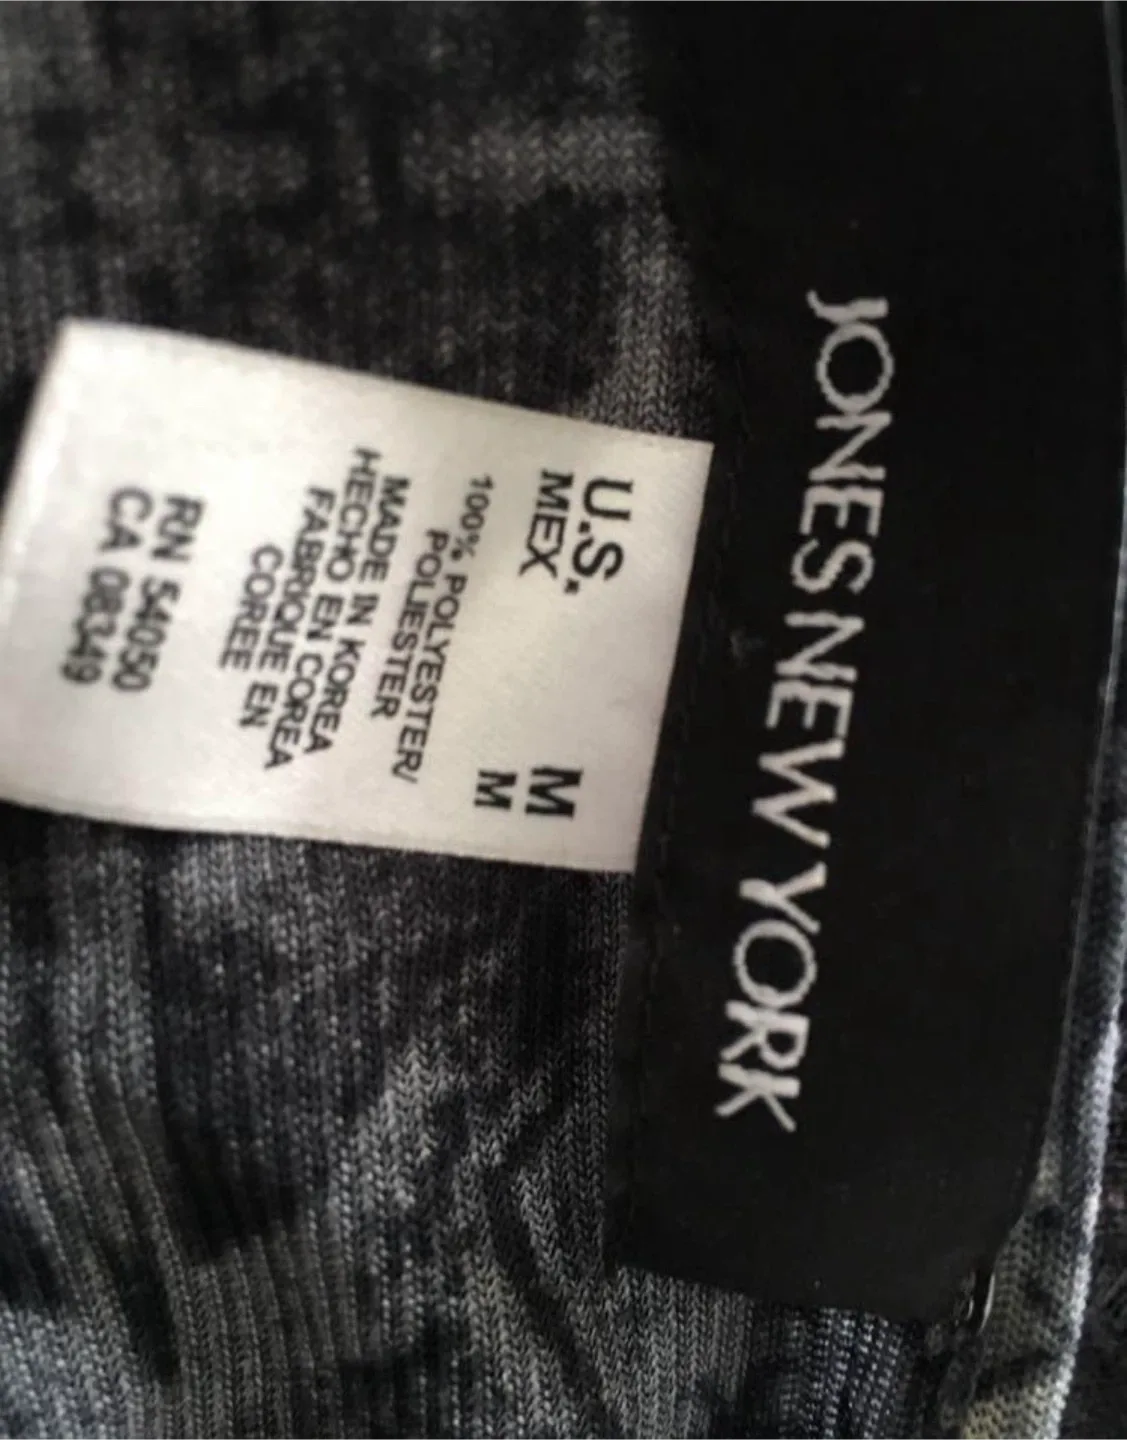 JONES NEW YORK
U.S. M
MEX M
100% POLYESTER/
POLIESTER
MADE IN KOREA
HECHO EN COREA
FABRIQUE EN
COREE
RN 54050
CA 08349